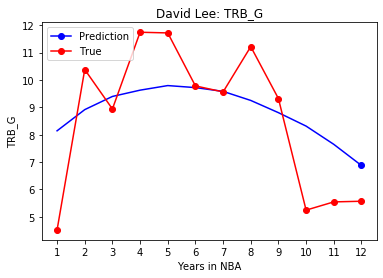 David Lee: TRB_G
Prediction
True
12
11
10
9
8
7
6
5
TRB_G
1 2 3 4 5 6 7 8 9 10 11 12
Years in NBA